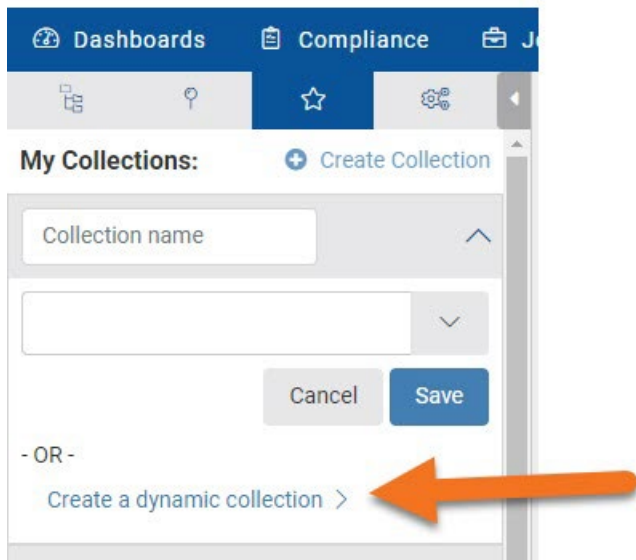 Dashboards Compliance
My Collections: Create Collection
Collection name
Cancel Save
- OR -
Create a dynamic collection >